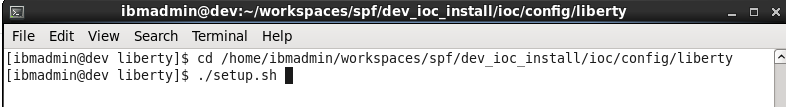 ibmadmin@dev:~/workspaces/spf/dev_ioc_install/ioc/config/liberty
File Edit View Search Terminal Help
[ibmadmin@dev liberty]$ cd /home/ibmadmin/workspaces/spf/dev_ioc_install/ioc/config/liberty
[ibmadmin@dev liberty]$ ./setup.sh